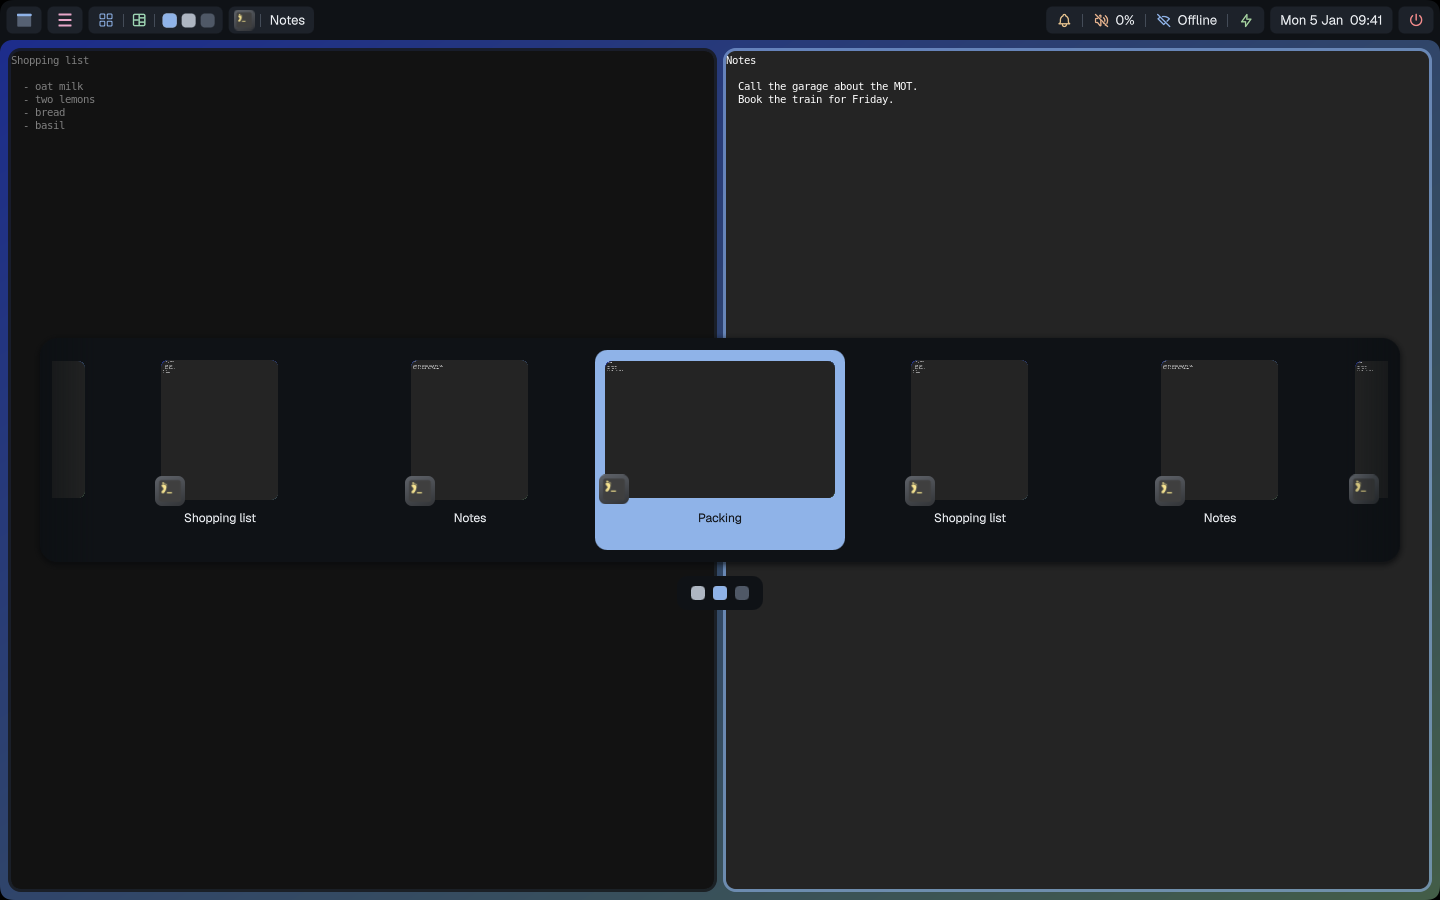 Notes
0%
Offline
Mon 5 Jan 09:41
Shopping list
- oat milk
- two lemons
- bread
- basil
Notes
Call the garage about the MOT.
Book the train for Friday.
Shopping list
Notes
Packing
Shopping list
Notes